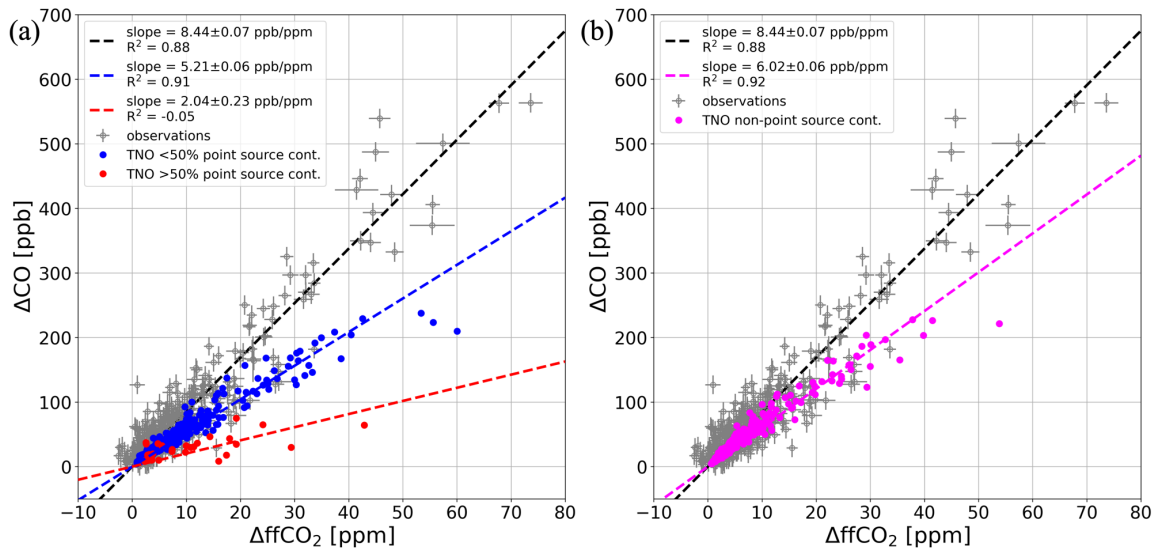 (a)
700
600
500
400
300
200
100
0
ΔCO [ppb]
slope = 8.44±0.07 ppb/ppm
R² = 0.88
slope = 5.21±0.06 ppb/ppm
R² = 0.91
slope = 2.04±0.23 ppb/ppm
R² = -0.05
observations
TNO <50% point source cont.
TNO >50% point source cont.
−10 0 10 20 30 40 50 60 70 80
ΔffCO₂ [ppm]
(b)
700
600
500
400
300
200
100
0
ΔCO [ppb]
slope = 8.44±0.07 ppb/ppm
R² = 0.88
slope = 6.02±0.06 ppb/ppm
R² = 0.92
observations
TNO non-point source cont.
−10 0 10 20 30 40 50 60 70 80
ΔffCO₂ [ppm]